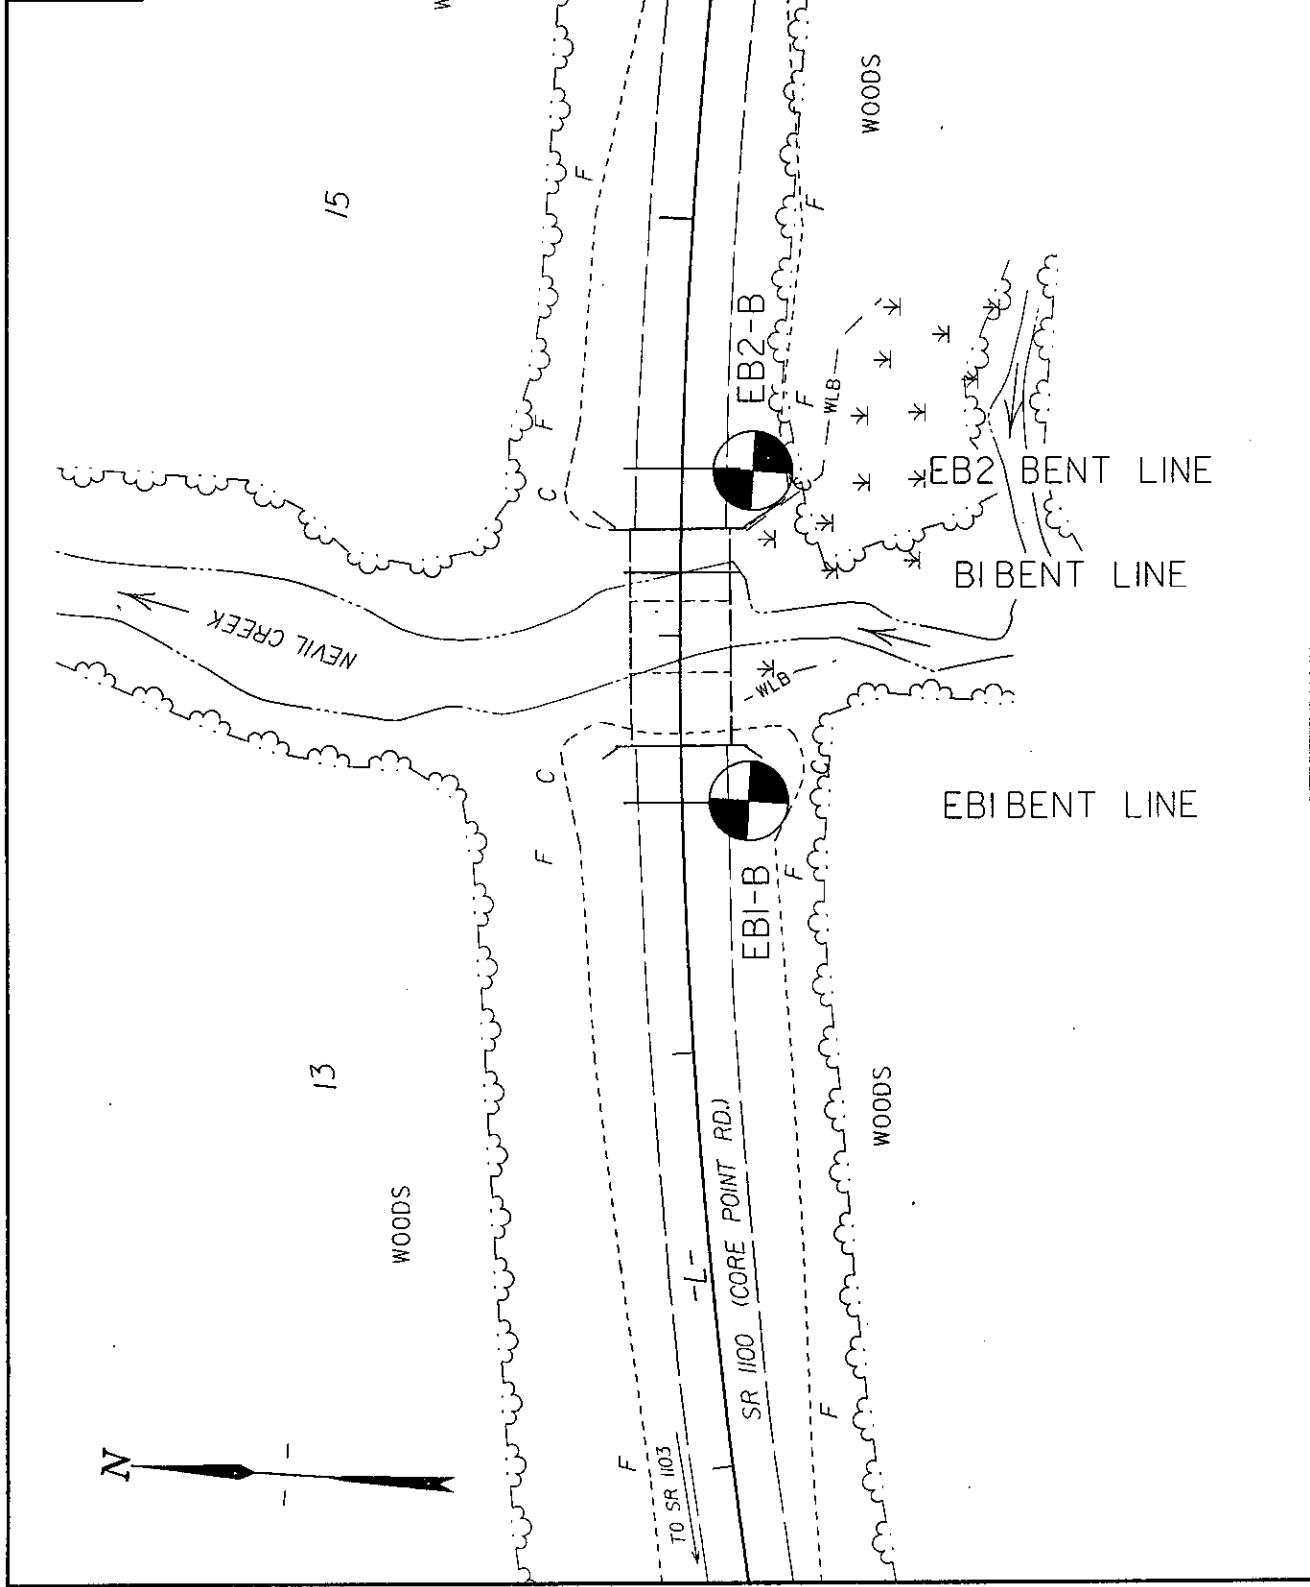 W
WOODS
15
F
F
EB2-B
F
WLB
F
C
EB2 BENT LINE
B1 BENT LINE
NEVIL CREEK
WLB
C
EB1 BENT LINE
F
F
EB1-B
13
WOODS
WOODS
-L-
SR 1100 (CORE POINT RD.)
F
F
TO SR 1103
N